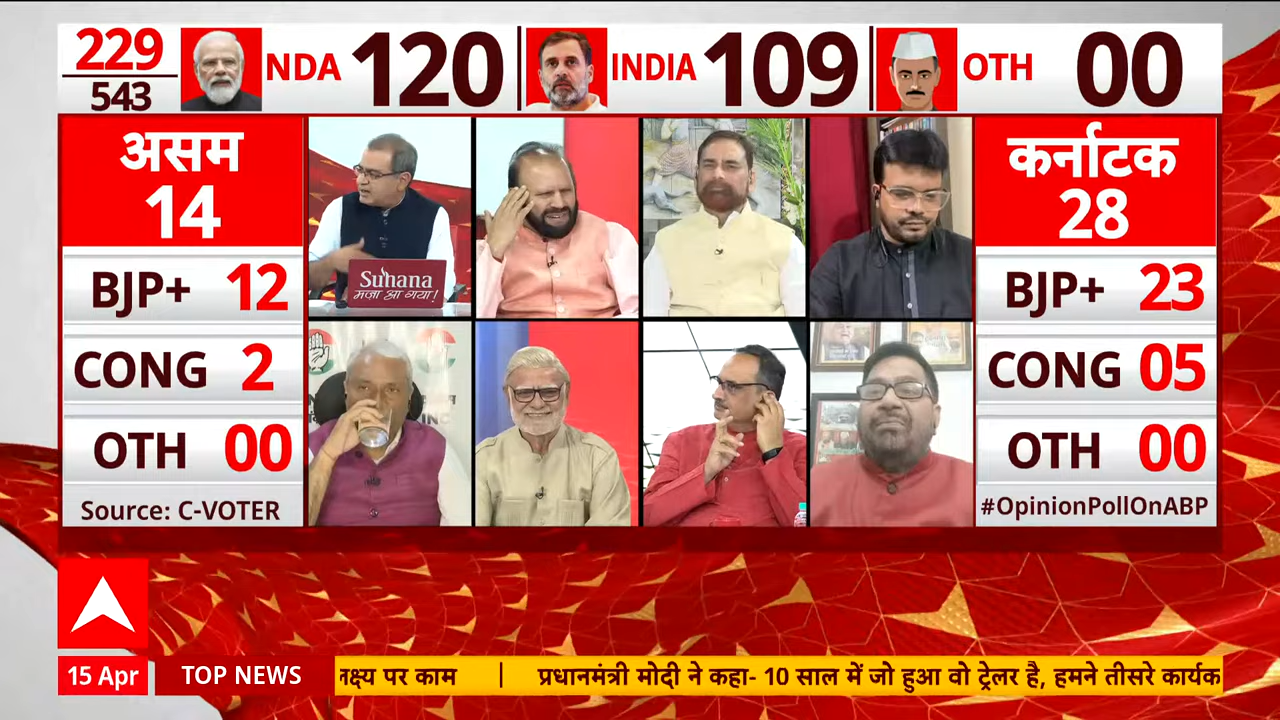 229
543
NDA 120
INDIA 109
OTH 00
असम
14
BJP+ 12
CONG 2
OTH 00
Source: C-VOTER
Suhana
मज़ा आ गया!
कर्नाटक
28
BJP+ 23
CONG 05
OTH 00
#OpinionPollOnABP
15 Apr
TOP NEWS
लक्ष्य पर काम | प्रधानमंत्री मोदी ने कहा- 10 साल में जो हुआ वो ट्रेलर है, हमने तीसरे कार्यक